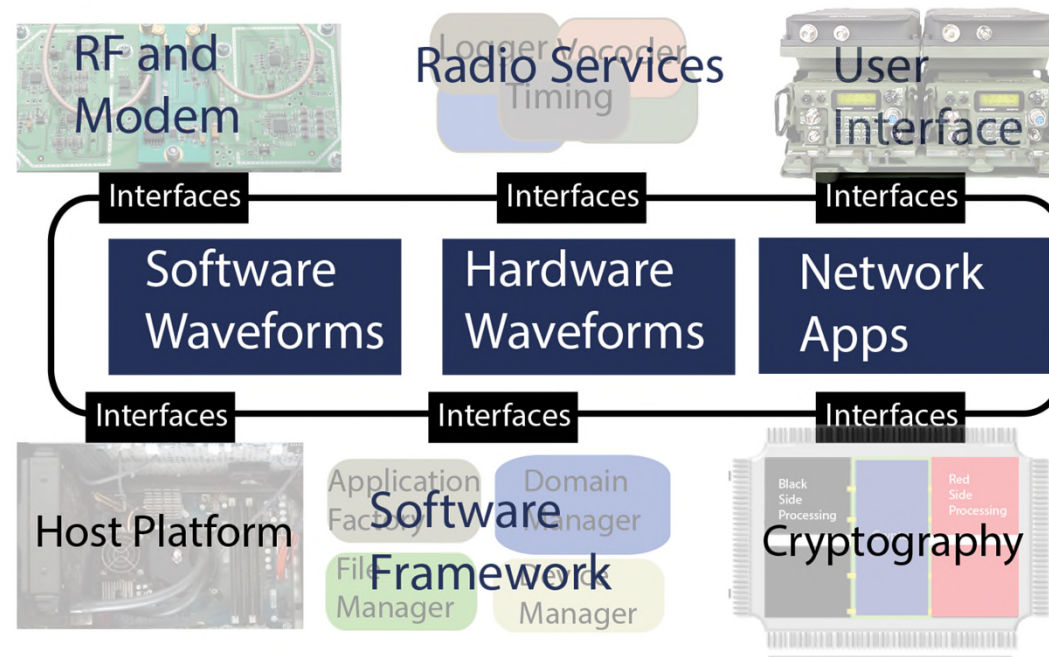 RF and
Modem
Logger
Vocoder
Radio Services
Timing
User
Interface
Interfaces
Interfaces
Interfaces
Software
Waveforms
Hardware
Waveforms
Network
Apps
Interfaces
Interfaces
Interfaces
Host Platform
Application
Factory
Domain
Manager
Software
Framework
File
Manager
Device
Manager
Black
Side
Processing
Red
Side
Processing
Cryptography